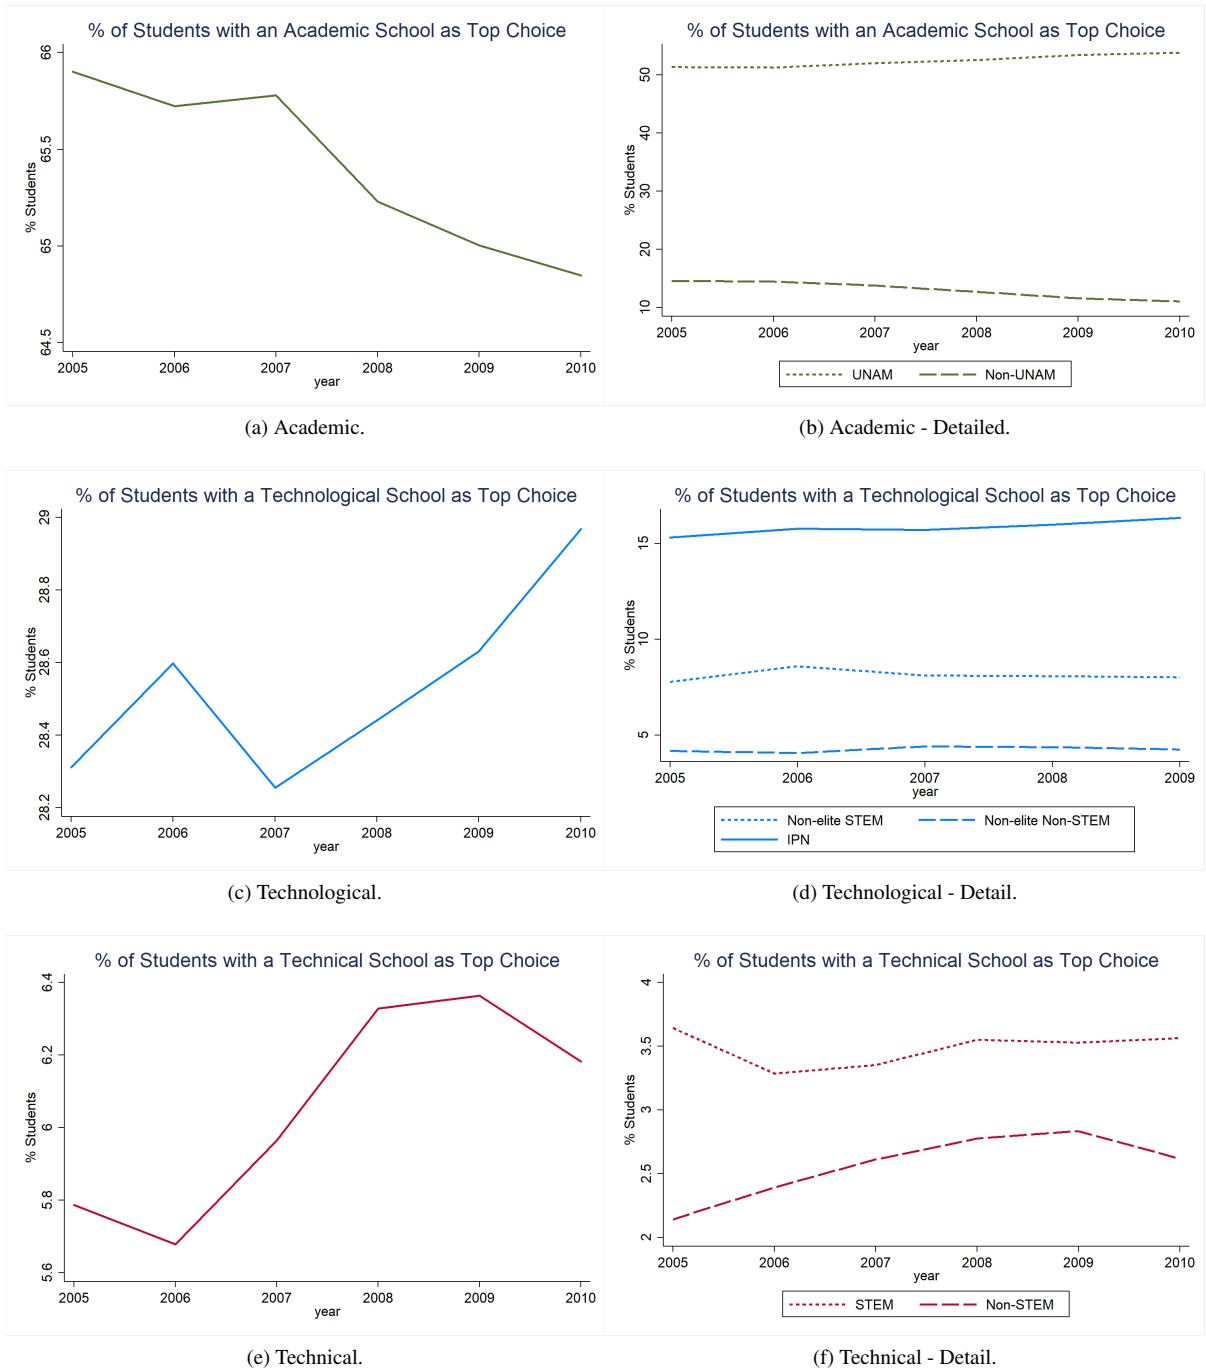 % of Students with an Academic School as Top Choice
66
65.5
65
64.5
% Students
2005 2006 2007 2008 2009 2010
year
(a) Academic.
% of Students with an Academic School as Top Choice
50
40
30
20
10
% Students
2005 2006 2007 2008 2009 2010
year
UNAM Non-UNAM
(b) Academic - Detailed.
% of Students with a Technological School as Top Choice
29
28.8
28.6
28.4
28.2
% Students
2005 2006 2007 2008 2009 2010
year
(c) Technological.
% of Students with a Technological School as Top Choice
15
10
5
% Students
2005 2006 2007 2008 2009
year
Non-elite STEM Non-elite Non-STEM
IPN
(d) Technological - Detail.
% of Students with a Technical School as Top Choice
6.4
6.2
6
5.8
5.6
% Students
2005 2006 2007 2008 2009 2010
year
(e) Technical.
% of Students with a Technical School as Top Choice
4
3.5
3
2.5
2
% Students
2005 2006 2007 2008 2009 2010
year
STEM Non-STEM
(f) Technical - Detail.